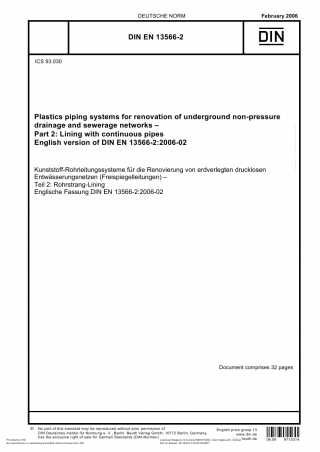 DEUTSCHE NORM
February 2006
DIN EN 13566-2
DIN
ICS 93.030
Plastics piping systems for renovation of underground non-pressure
drainage and sewerage networks –
Part 2: Lining with continuous pipes
English version of DIN EN 13566-2:2006-02
Kunststoff-Rohrleitungssysteme für die Renovierung von erdverlegten drucklosen
Entwässerungsnetzen (Freispiegelleitungen) –
Teil 2: Rohrstrang-Lining
Englische Fassung DIN EN 13566-2:2006-02
Document comprises 32 pages
© No part of this standard may be reproduced without prior permission of
DIN Deutsches Institut für Normung e. V., Berlin. Beuth Verlag GmbH, 10772 Berlin, Germany,
has the exclusive right of sale for German Standards (DIN-Normen).
English price group 13
www.din.de
www.beuth.de